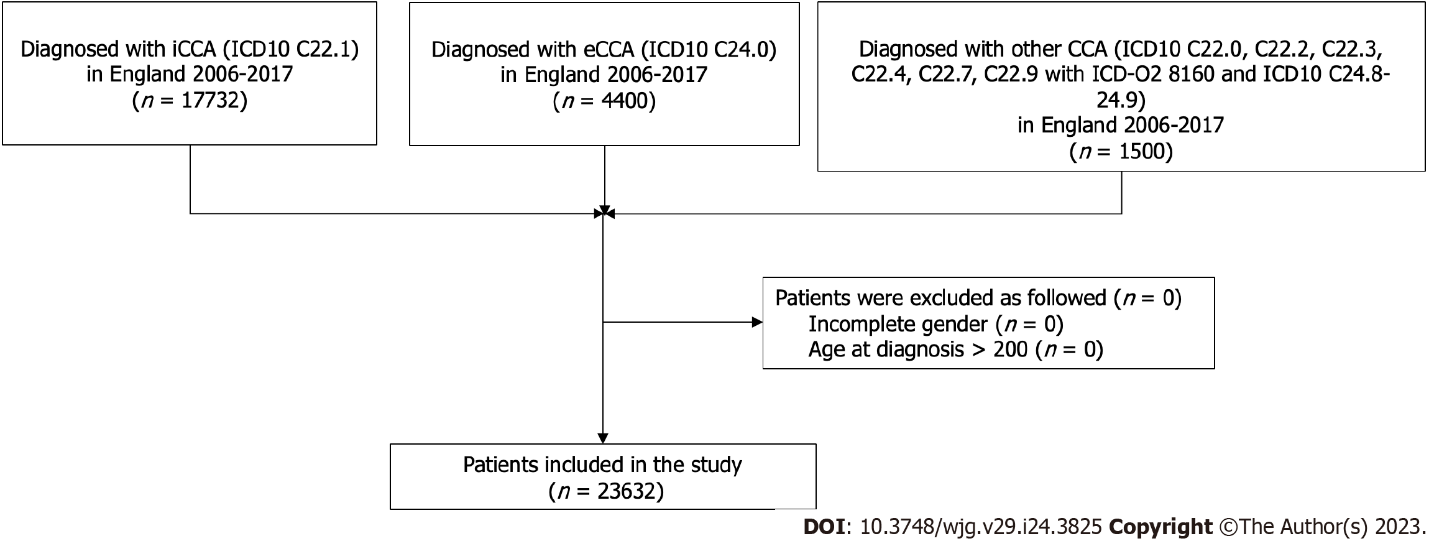 Diagnosed with iCCA (ICD10 C22.1)
in England 2006-2017
(n = 17732)
Diagnosed with eCCA (ICD10 C24.0)
in England 2006-2017
(n = 4400)
Diagnosed with other CCA (ICD10 C22.0, C22.2, C22.3,
C22.4, C22.7, C22.9 with ICD-O2 8160 and ICD10 C24.8-
24.9)
in England 2006-2017
(n = 1500)
Patients were excluded as followed (n = 0)
Incomplete gender (n = 0)
Age at diagnosis > 200 (n = 0)
Patients included in the study
(n = 23632)
DOI: 10.3748/wjg.v29.i24.3825 Copyright ©The Author(s) 2023.